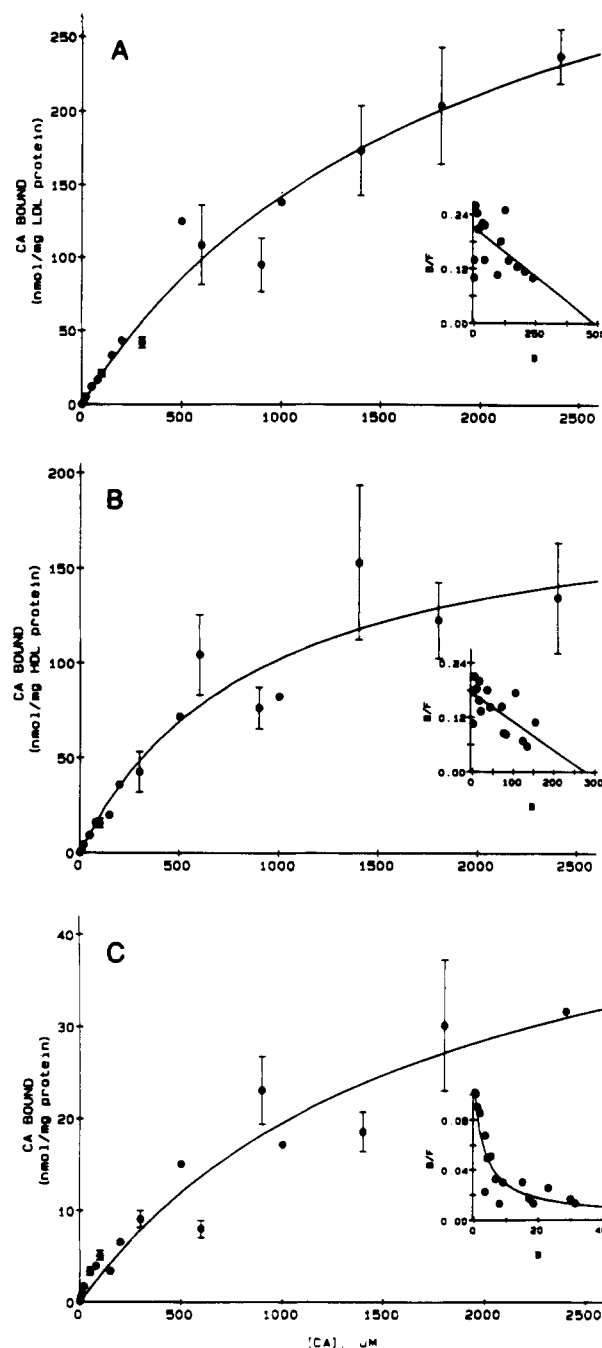 A
250
200
150
100
50
0
CA BOUND
(nmol/mg LDL protein)
0 500 1000 1500 2000 2500
0.24
0.12
0.00
B/F
0 250 500
B
B
200
150
100
50
0
CA BOUND
(nmol/mg HDL protein)
0 500 1000 1500 2000 2500
0.24
0.12
0.00
B/F
0 100 200 300
B
C
40
30
20
10
0
CA BOUND
(nmol/mg protein)
0 500 1000 1500 2000 2500
[CA], uM
0.08
0.04
0.00
B/F
0 20 40
B